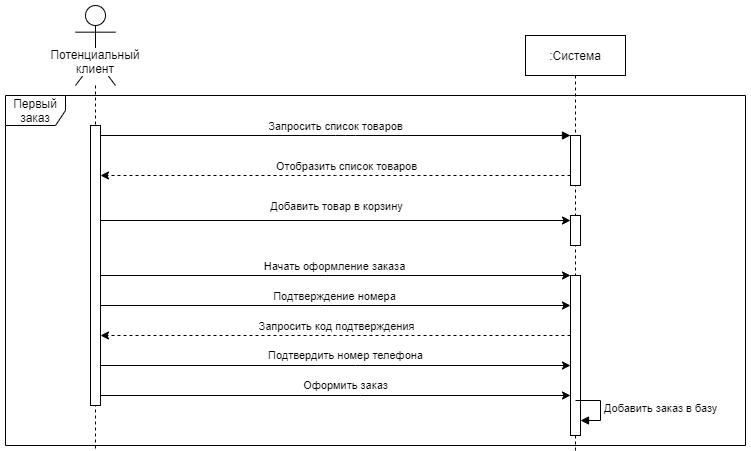 Потенциальный
клиент
:Система
Первый
заказ
Запросить список товаров
Отобразить список товаров
Добавить товар в корзину
Начать оформление заказа
Подтверждение номера
Запросить код подтверждения
Подтвердить номер телефона
Оформить заказ
Добавить заказ в базу